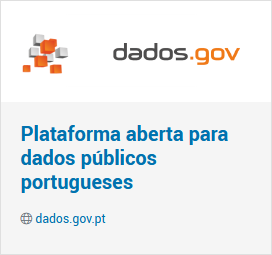 dados.gov
Plataforma aberta para
dados públicos
portugueses
dados.gov.pt